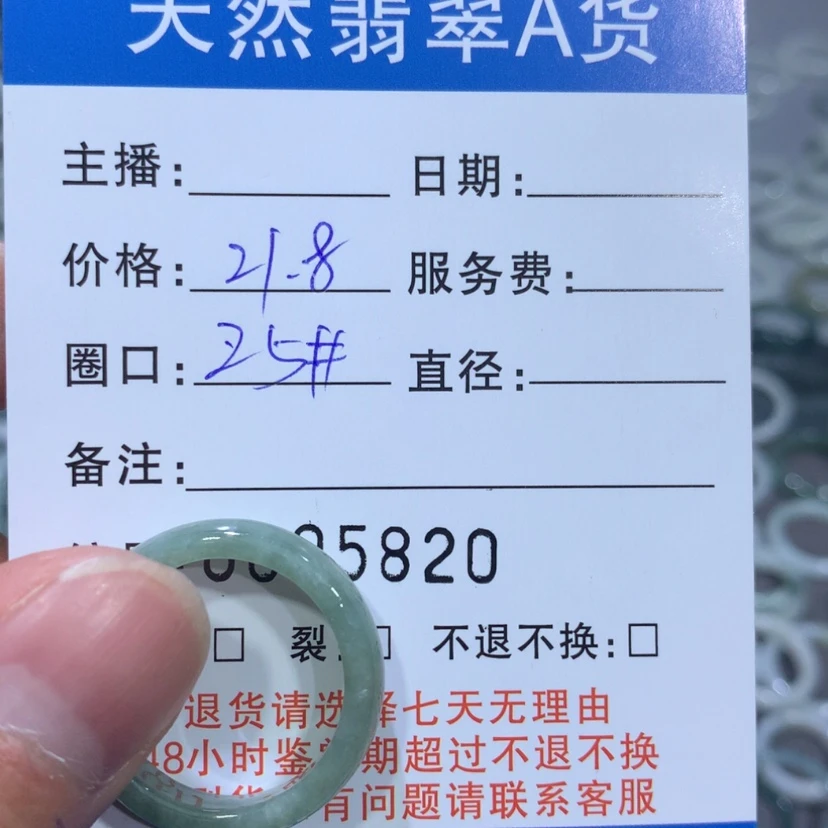 天然翡翠A货
主播： 日期：
价格：21.8 服务费：
圈口：25# 直径：
备注：
5820
裂： 不退不换：
退货请选择七天无理由
48小时鉴定期超过不退不换
有问题请联系客服